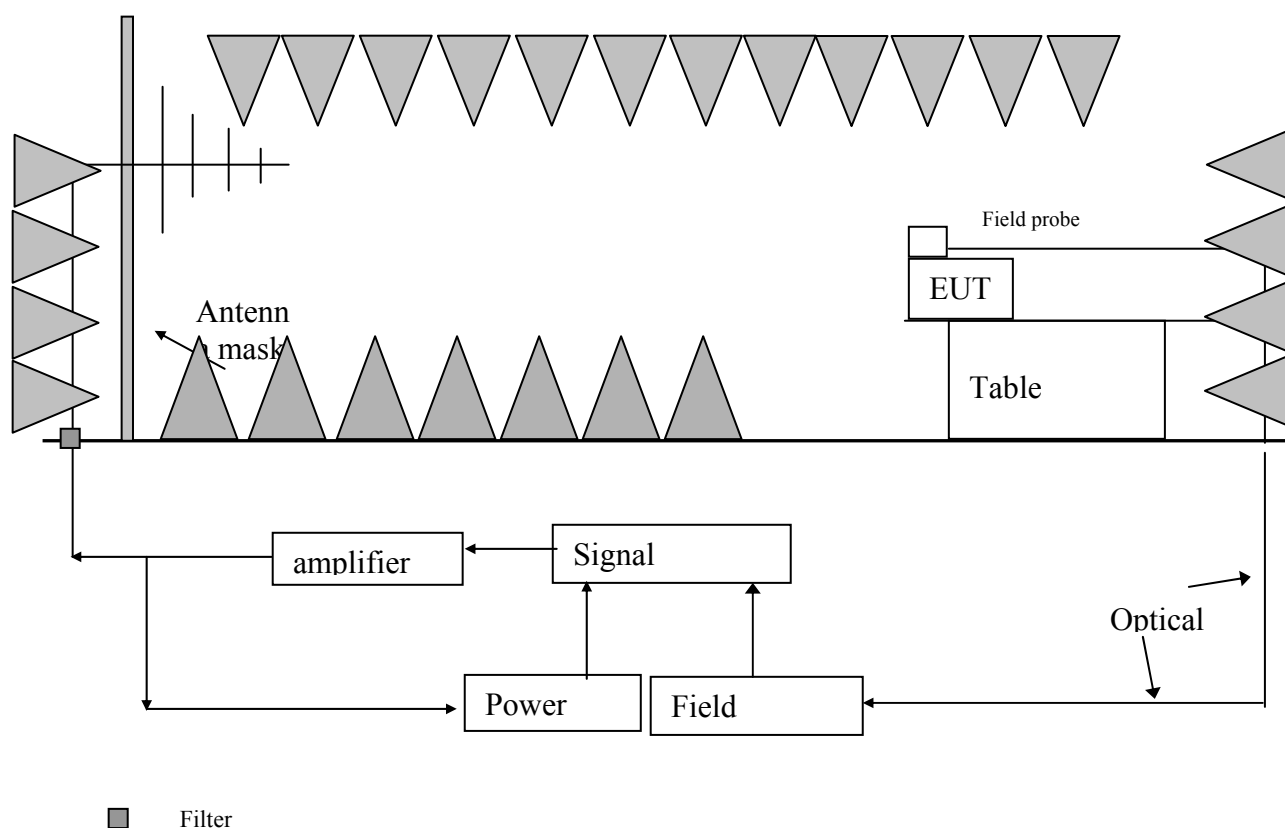 Field probe
EUT
Antenn
a mask
Table
amplifier
Signal
Optical
Power
Field
Filter